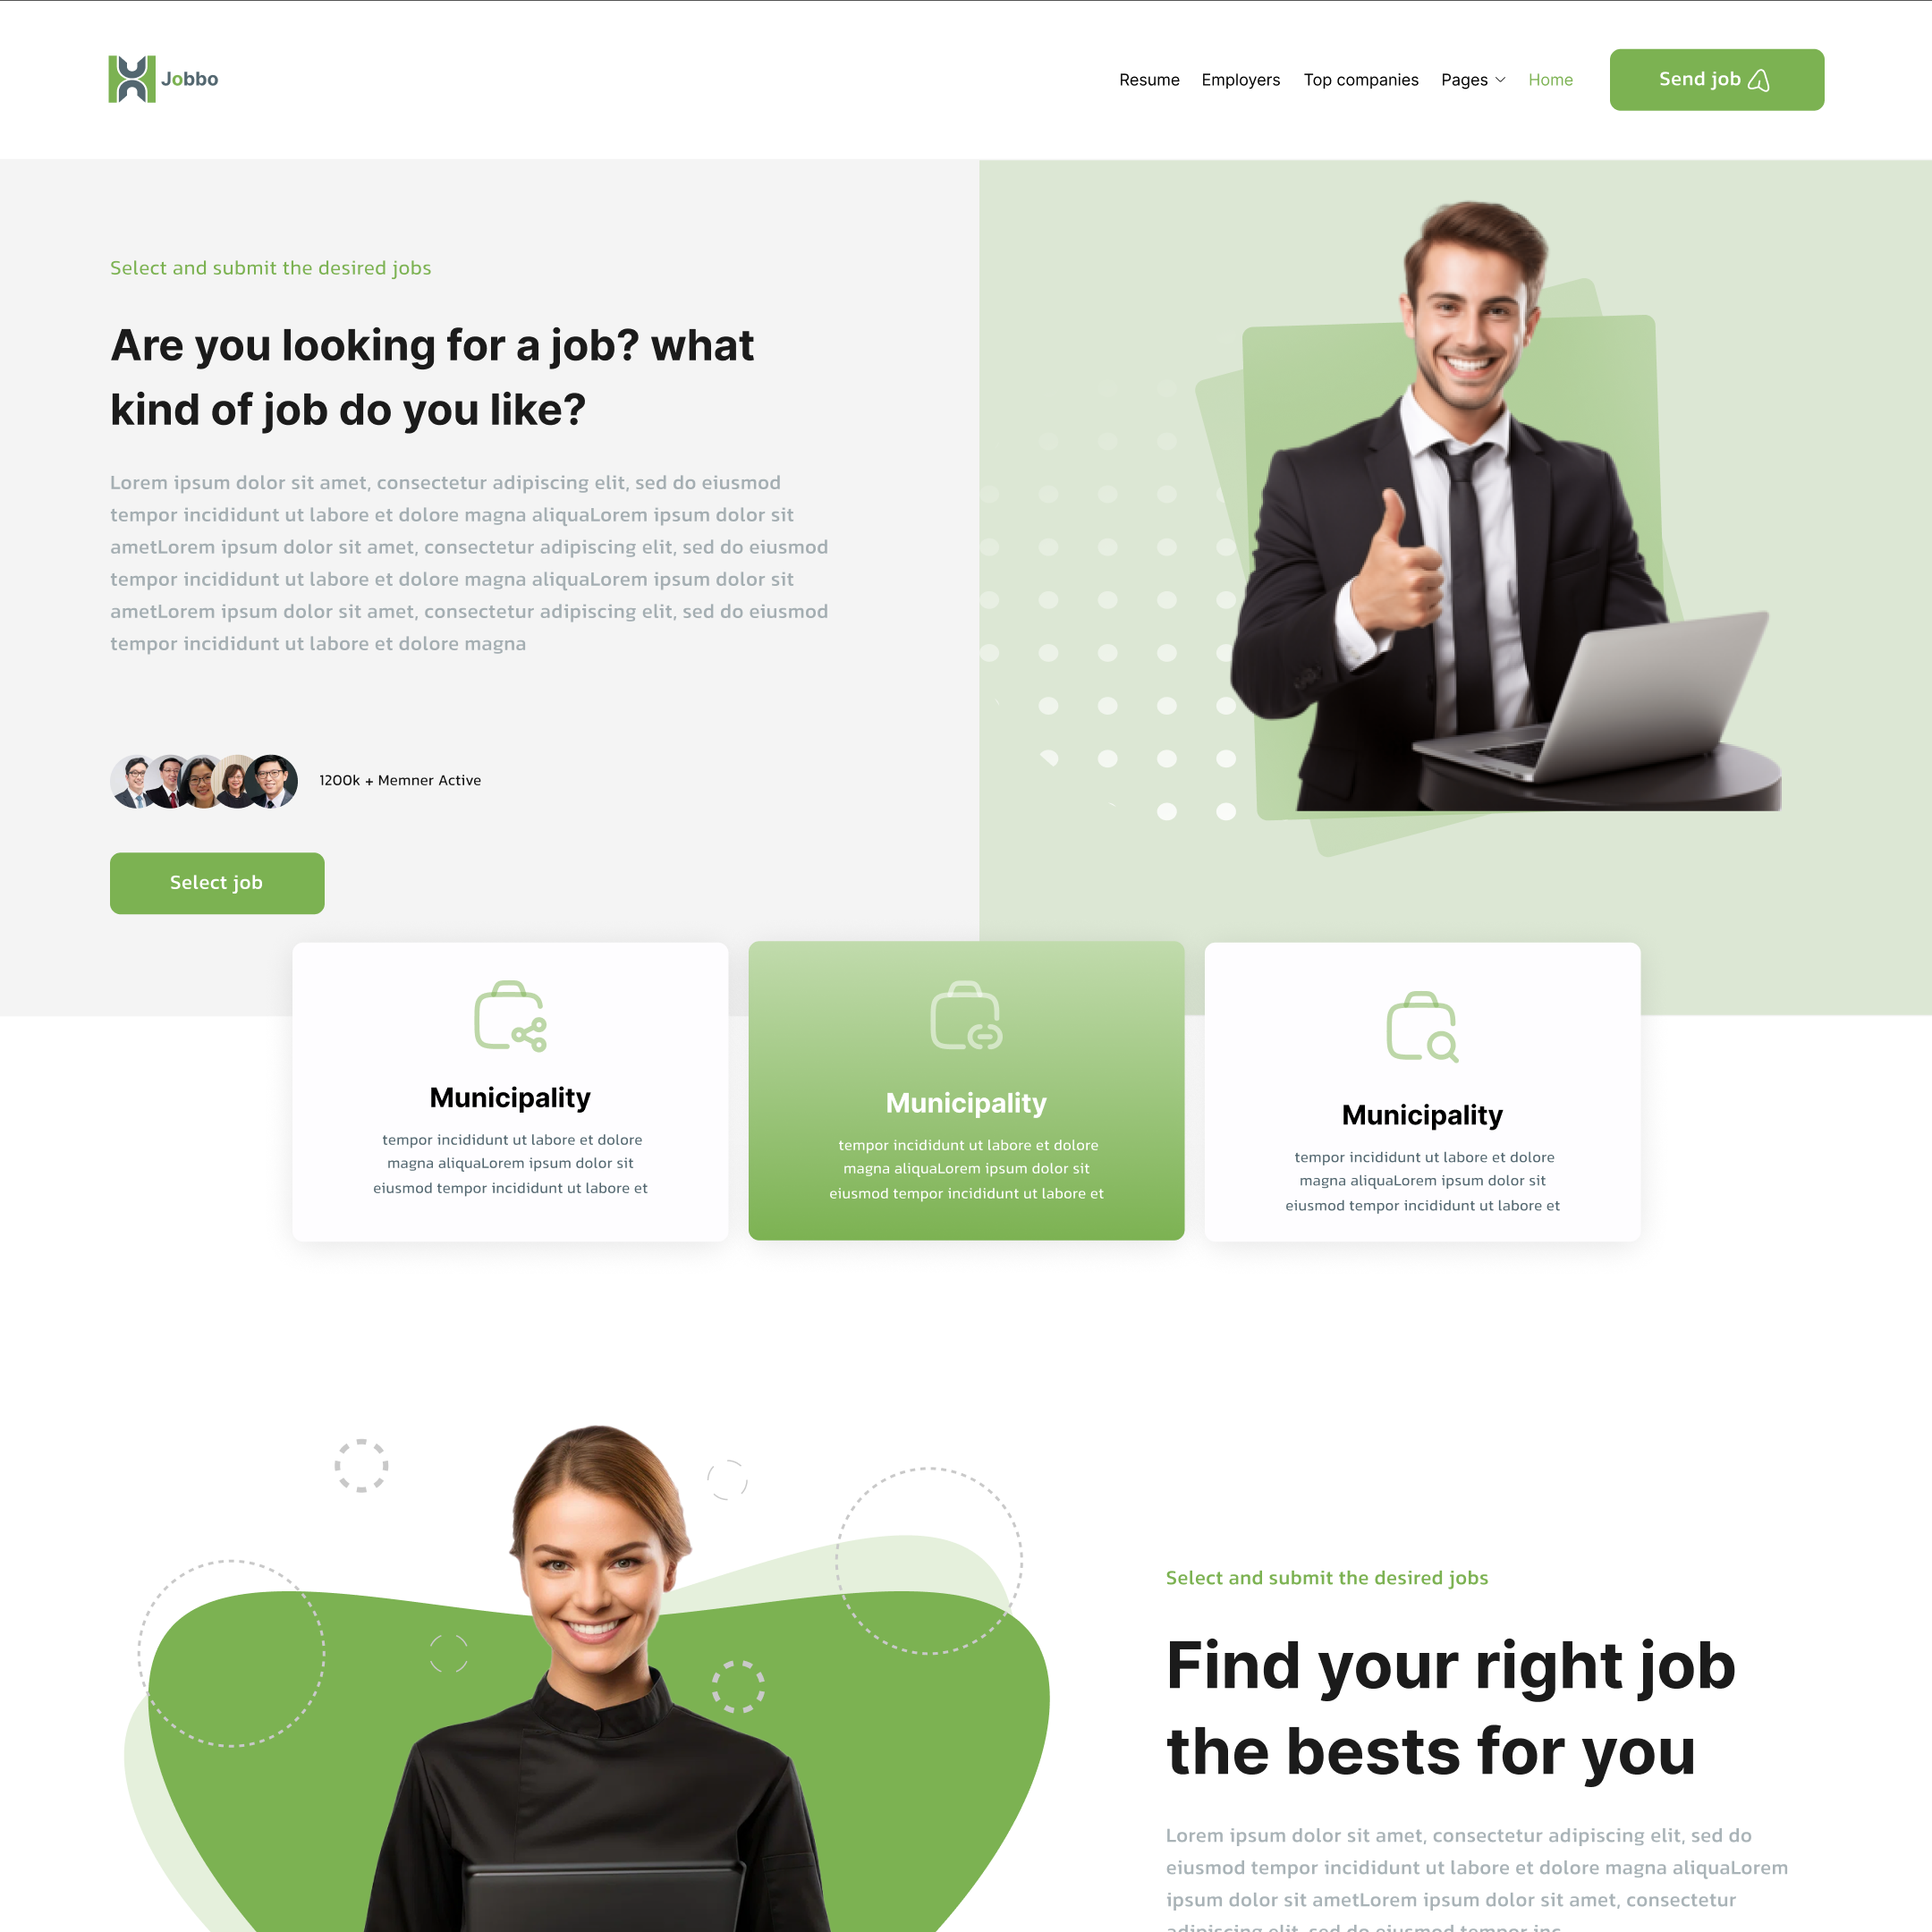 Jobbo
Resume Employers Top companies Pages Home Send job
Select and submit the desired jobs
Are you looking for a job? what
kind of job do you like?
Lorem ipsum dolor sit amet, consectetur adipiscing elit, sed do eiusmod
tempor incididunt ut labore et dolore magna aliquaLorem ipsum dolor sit
ametLorem ipsum dolor sit amet, consectetur adipiscing elit, sed do eiusmod
tempor incididunt ut labore et dolore magna aliquaLorem ipsum dolor sit
ametLorem ipsum dolor sit amet, consectetur adipiscing elit, sed do eiusmod
tempor incididunt ut labore et dolore magna
1200k + Memner Active
Select job
Municipality
tempor incididunt ut labore et dolore
magna aliquaLorem ipsum dolor sit
eiusmod tempor incididunt ut labore et
Municipality
tempor incididunt ut labore et dolore
magna aliquaLorem ipsum dolor sit
eiusmod tempor incididunt ut labore et
Municipality
tempor incididunt ut labore et dolore
magna aliquaLorem ipsum dolor sit
eiusmod tempor incididunt ut labore et
Select and submit the desired jobs
Find your right job
the bests for you
Lorem ipsum dolor sit amet, consectetur adipiscing elit, sed do
eiusmod tempor incididunt ut labore et dolore magna aliquaLorem
ipsum dolor sit ametLorem ipsum dolor sit amet, consectetur
adipiscing elit, sed do eiusmod tempor inc